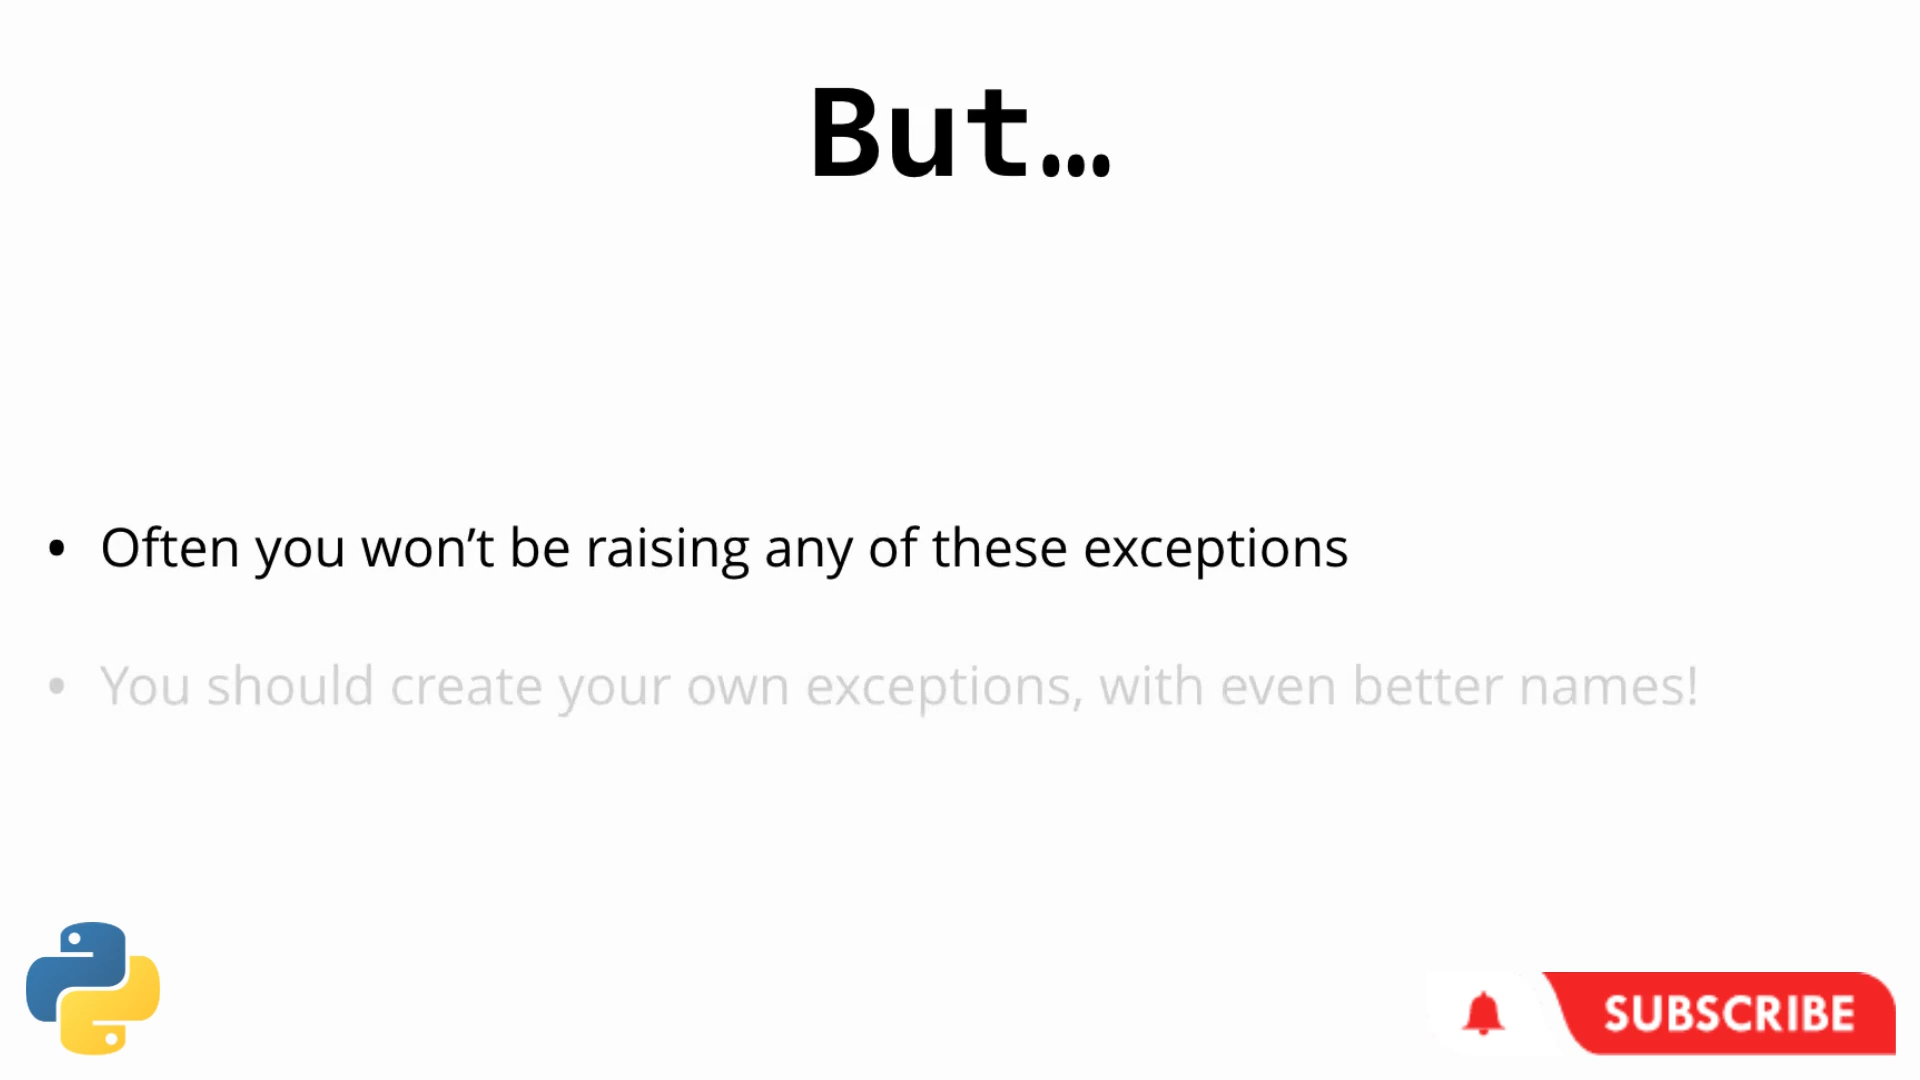 But…
• Often you won’t be raising any of these exceptions
• You should create your own exceptions, with even better names!
SUBSCRIBE